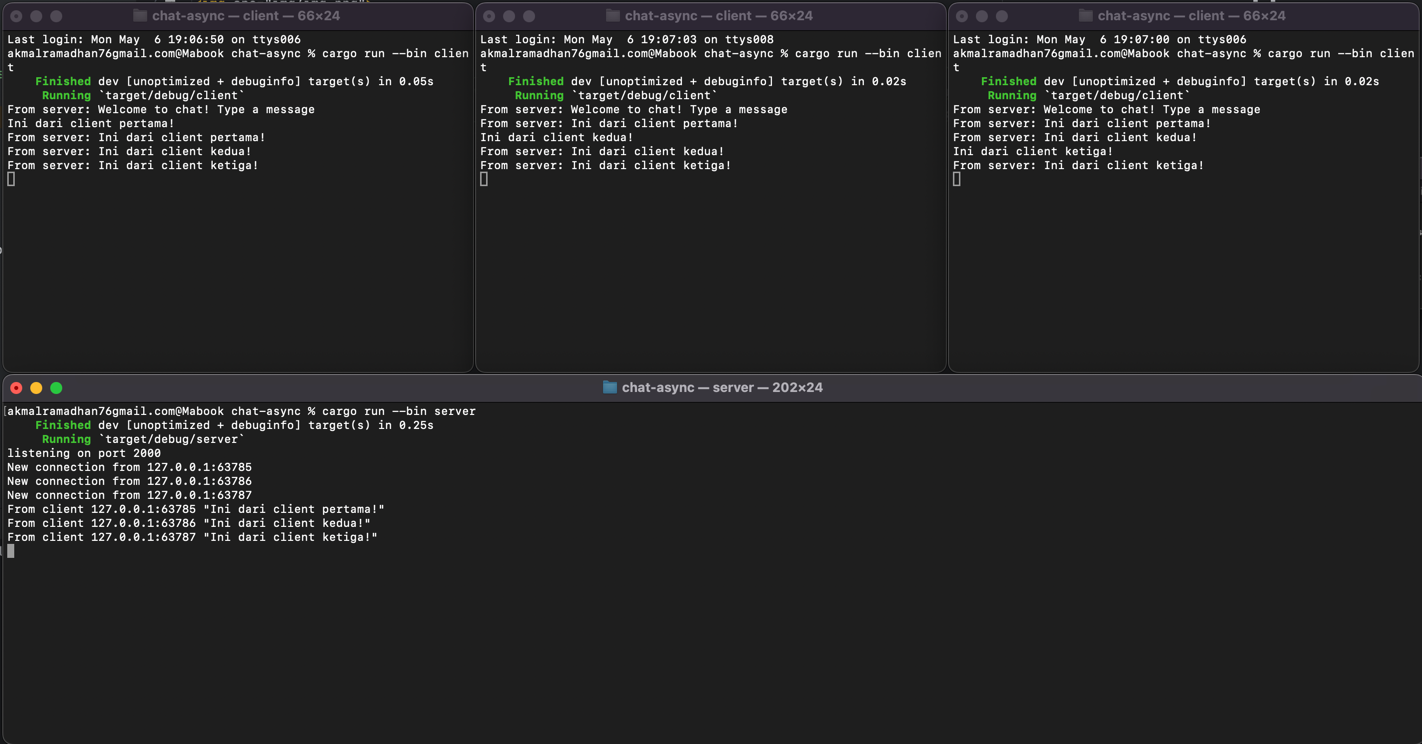 chat-async — client — 66×24
Last login: Mon May  6 19:06:50 on ttys006
akmalramadhan76gmail.com@Mabook chat-async % cargo run --bin clien
t
    Finished dev [unoptimized + debuginfo] target(s) in 0.05s
     Running `target/debug/client`
From server: Welcome to chat! Type a message
Ini dari client pertama!
From server: Ini dari client pertama!
From server: Ini dari client kedua!
From server: Ini dari client ketiga!
chat-async — client — 66×24
Last login: Mon May  6 19:07:03 on ttys008
akmalramadhan76gmail.com@Mabook chat-async % cargo run --bin clien
t
    Finished dev [unoptimized + debuginfo] target(s) in 0.02s
     Running `target/debug/client`
From server: Welcome to chat! Type a message
From server: Ini dari client pertama!
Ini dari client kedua!
From server: Ini dari client kedua!
From server: Ini dari client ketiga!
chat-async — client — 66×24
Last login: Mon May  6 19:07:00 on ttys006
akmalramadhan76gmail.com@Mabook chat-async % cargo run --bin clien
t
    Finished dev [unoptimized + debuginfo] target(s) in 0.02s
     Running `target/debug/client`
From server: Welcome to chat! Type a message
From server: Ini dari client pertama!
From server: Ini dari client kedua!
Ini dari client ketiga!
From server: Ini dari client ketiga!
chat-async — server — 202×24
[akmalramadhan76gmail.com@Mabook chat-async % cargo run --bin server
    Finished dev [unoptimized + debuginfo] target(s) in 0.25s
     Running `target/debug/server`
listening on port 2000
New connection from 127.0.0.1:63785
New connection from 127.0.0.1:63786
New connection from 127.0.0.1:63787
From client 127.0.0.1:63785 "Ini dari client pertama!"
From client 127.0.0.1:63786 "Ini dari client kedua!"
From client 127.0.0.1:63787 "Ini dari client ketiga!"